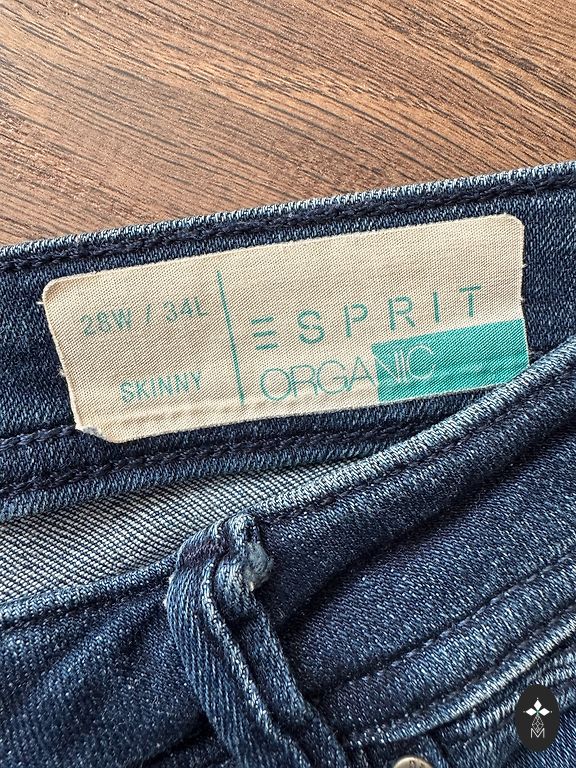 28W / 34L
SKINNY
ESPRIT
ORGANIC